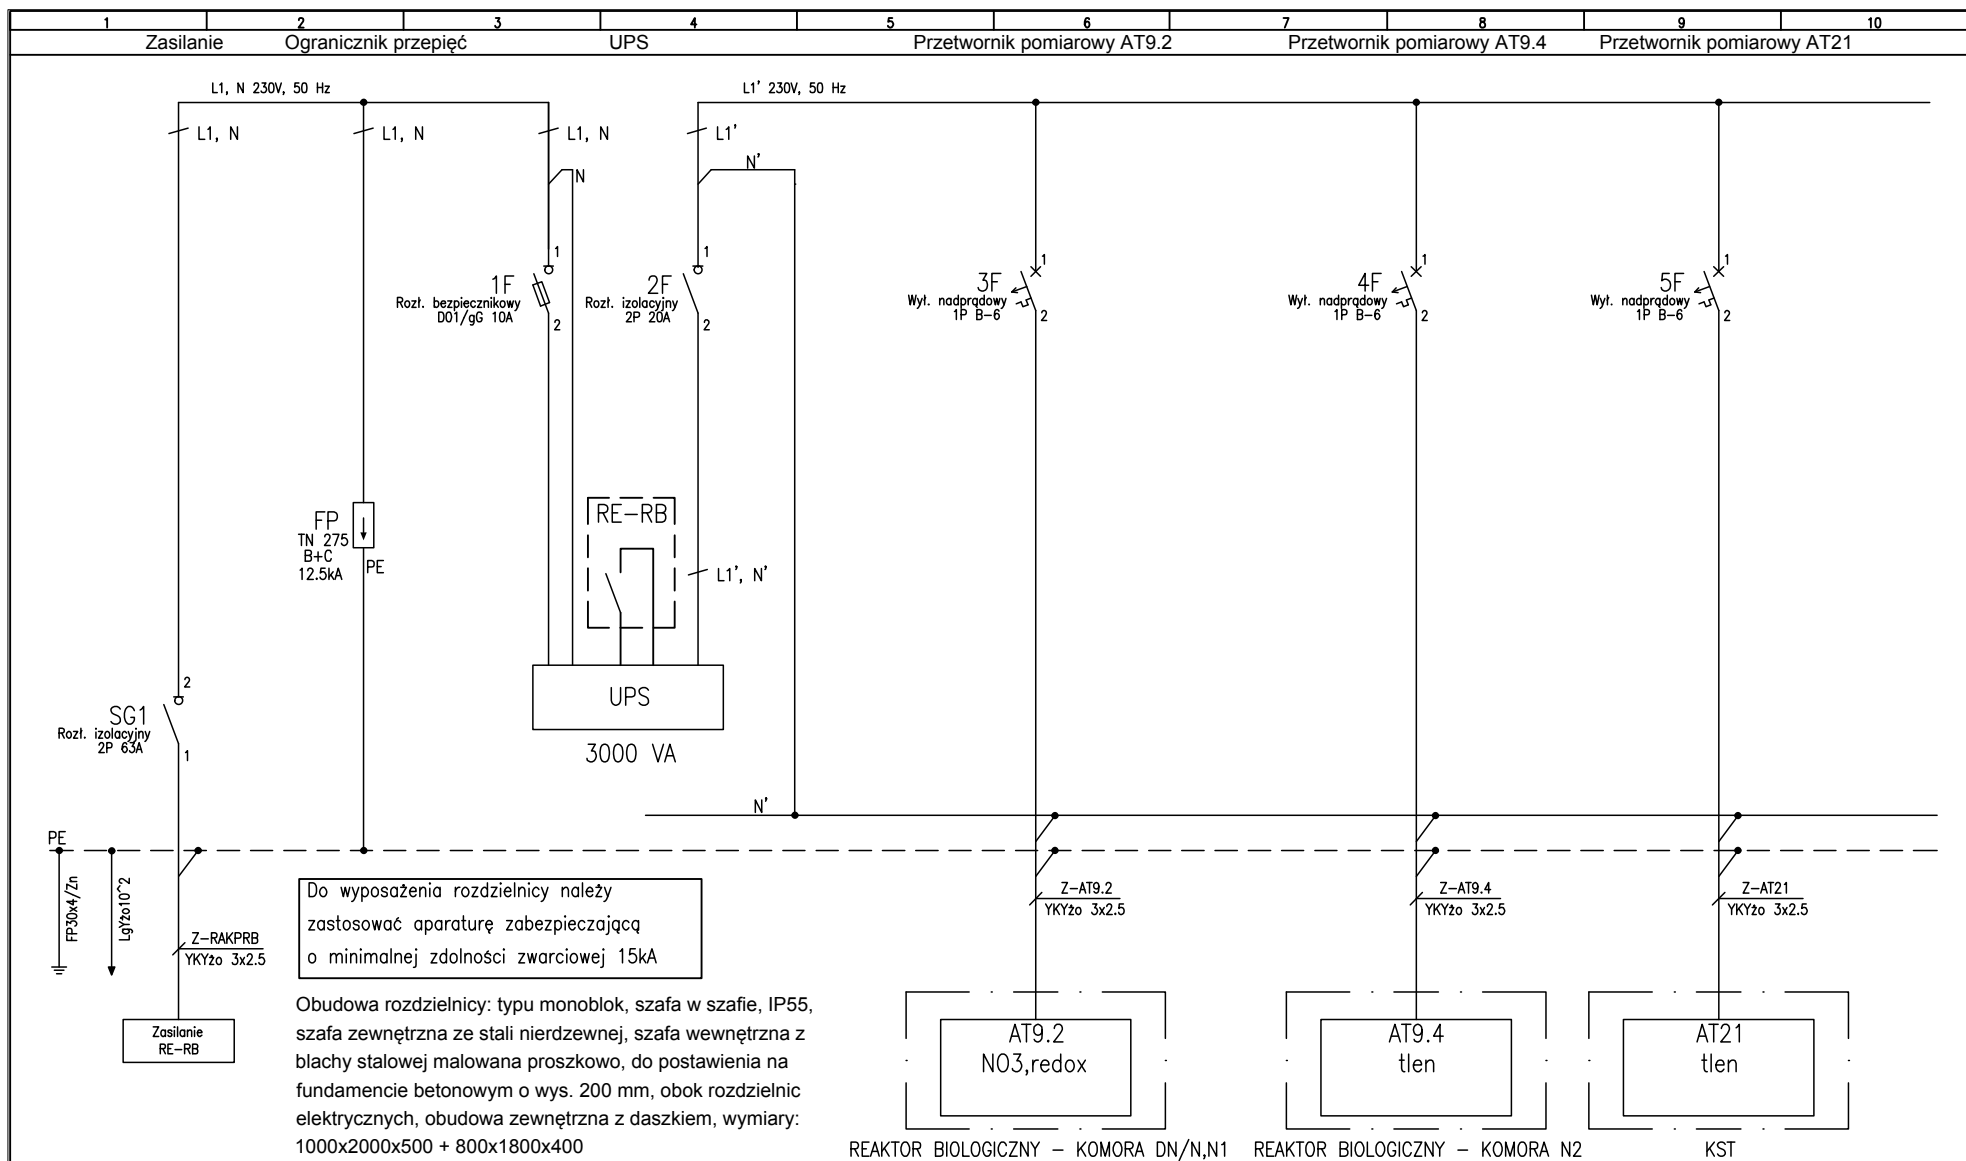 1 2 3 4 5 6 7 8 9 10
Zasilanie Ogranicznik przepięć UPS Przetwornik pomiarowy AT9.2 Przetwornik pomiarowy AT9.4 Przetwornik pomiarowy AT21
L1, N 230V, 50 Hz
L1' 230V, 50 Hz
L1, N
L1, N
L1, N
L1'
N
N'
1
1F
Rozł. bezpiecznikowy
D01/gG 10A
2
1
2F
Rozł. izolacyjny
2P 20A
2
1
3F
Wył. nadprądowy
1P B-6
2
1
4F
Wył. nadprądowy
1P B-6
2
1
5F
Wył. nadprądowy
1P B-6
2
FP
TN 275
B+C
12.5kA
PE
RE-RB
L1', N'
UPS
3000 VA
2
SG1
Rozł. izolacyjny
2P 63A
1
N'
PE
FP30x4/Zn
LgYżo10^2
Z-RAKPRB
YKYżo 3x2.5
Zasilanie
RE-RB
Do wyposażenia rozdzielnicy należy
zastosować aparaturę zabezpieczającą
o minimalnej zdolności zwarciowej 15kA
Obudowa rozdzielnicy: typu monoblok, szafa w szafie, IP55,
szafa zewnętrzna ze stali nierdzewnej, szafa wewnętrzna z
blachy stalowej malowana proszkowo, do postawienia na
fundamencie betonowym o wys. 200 mm, obok rozdzielnic
elektrycznych, obudowa zewnętrzna z daszkiem, wymiary:
1000x2000x500 + 800x1800x400
Z-AT9.2
YKYżo 3x2.5
AT9.2
NO3,redox
REAKTOR BIOLOGICZNY - KOMORA DN/N,N1
Z-AT9.4
YKYżo 3x2.5
AT9.4
tlen
REAKTOR BIOLOGICZNY - KOMORA N2
Z-AT21
YKYżo 3x2.5
AT21
tlen
KST